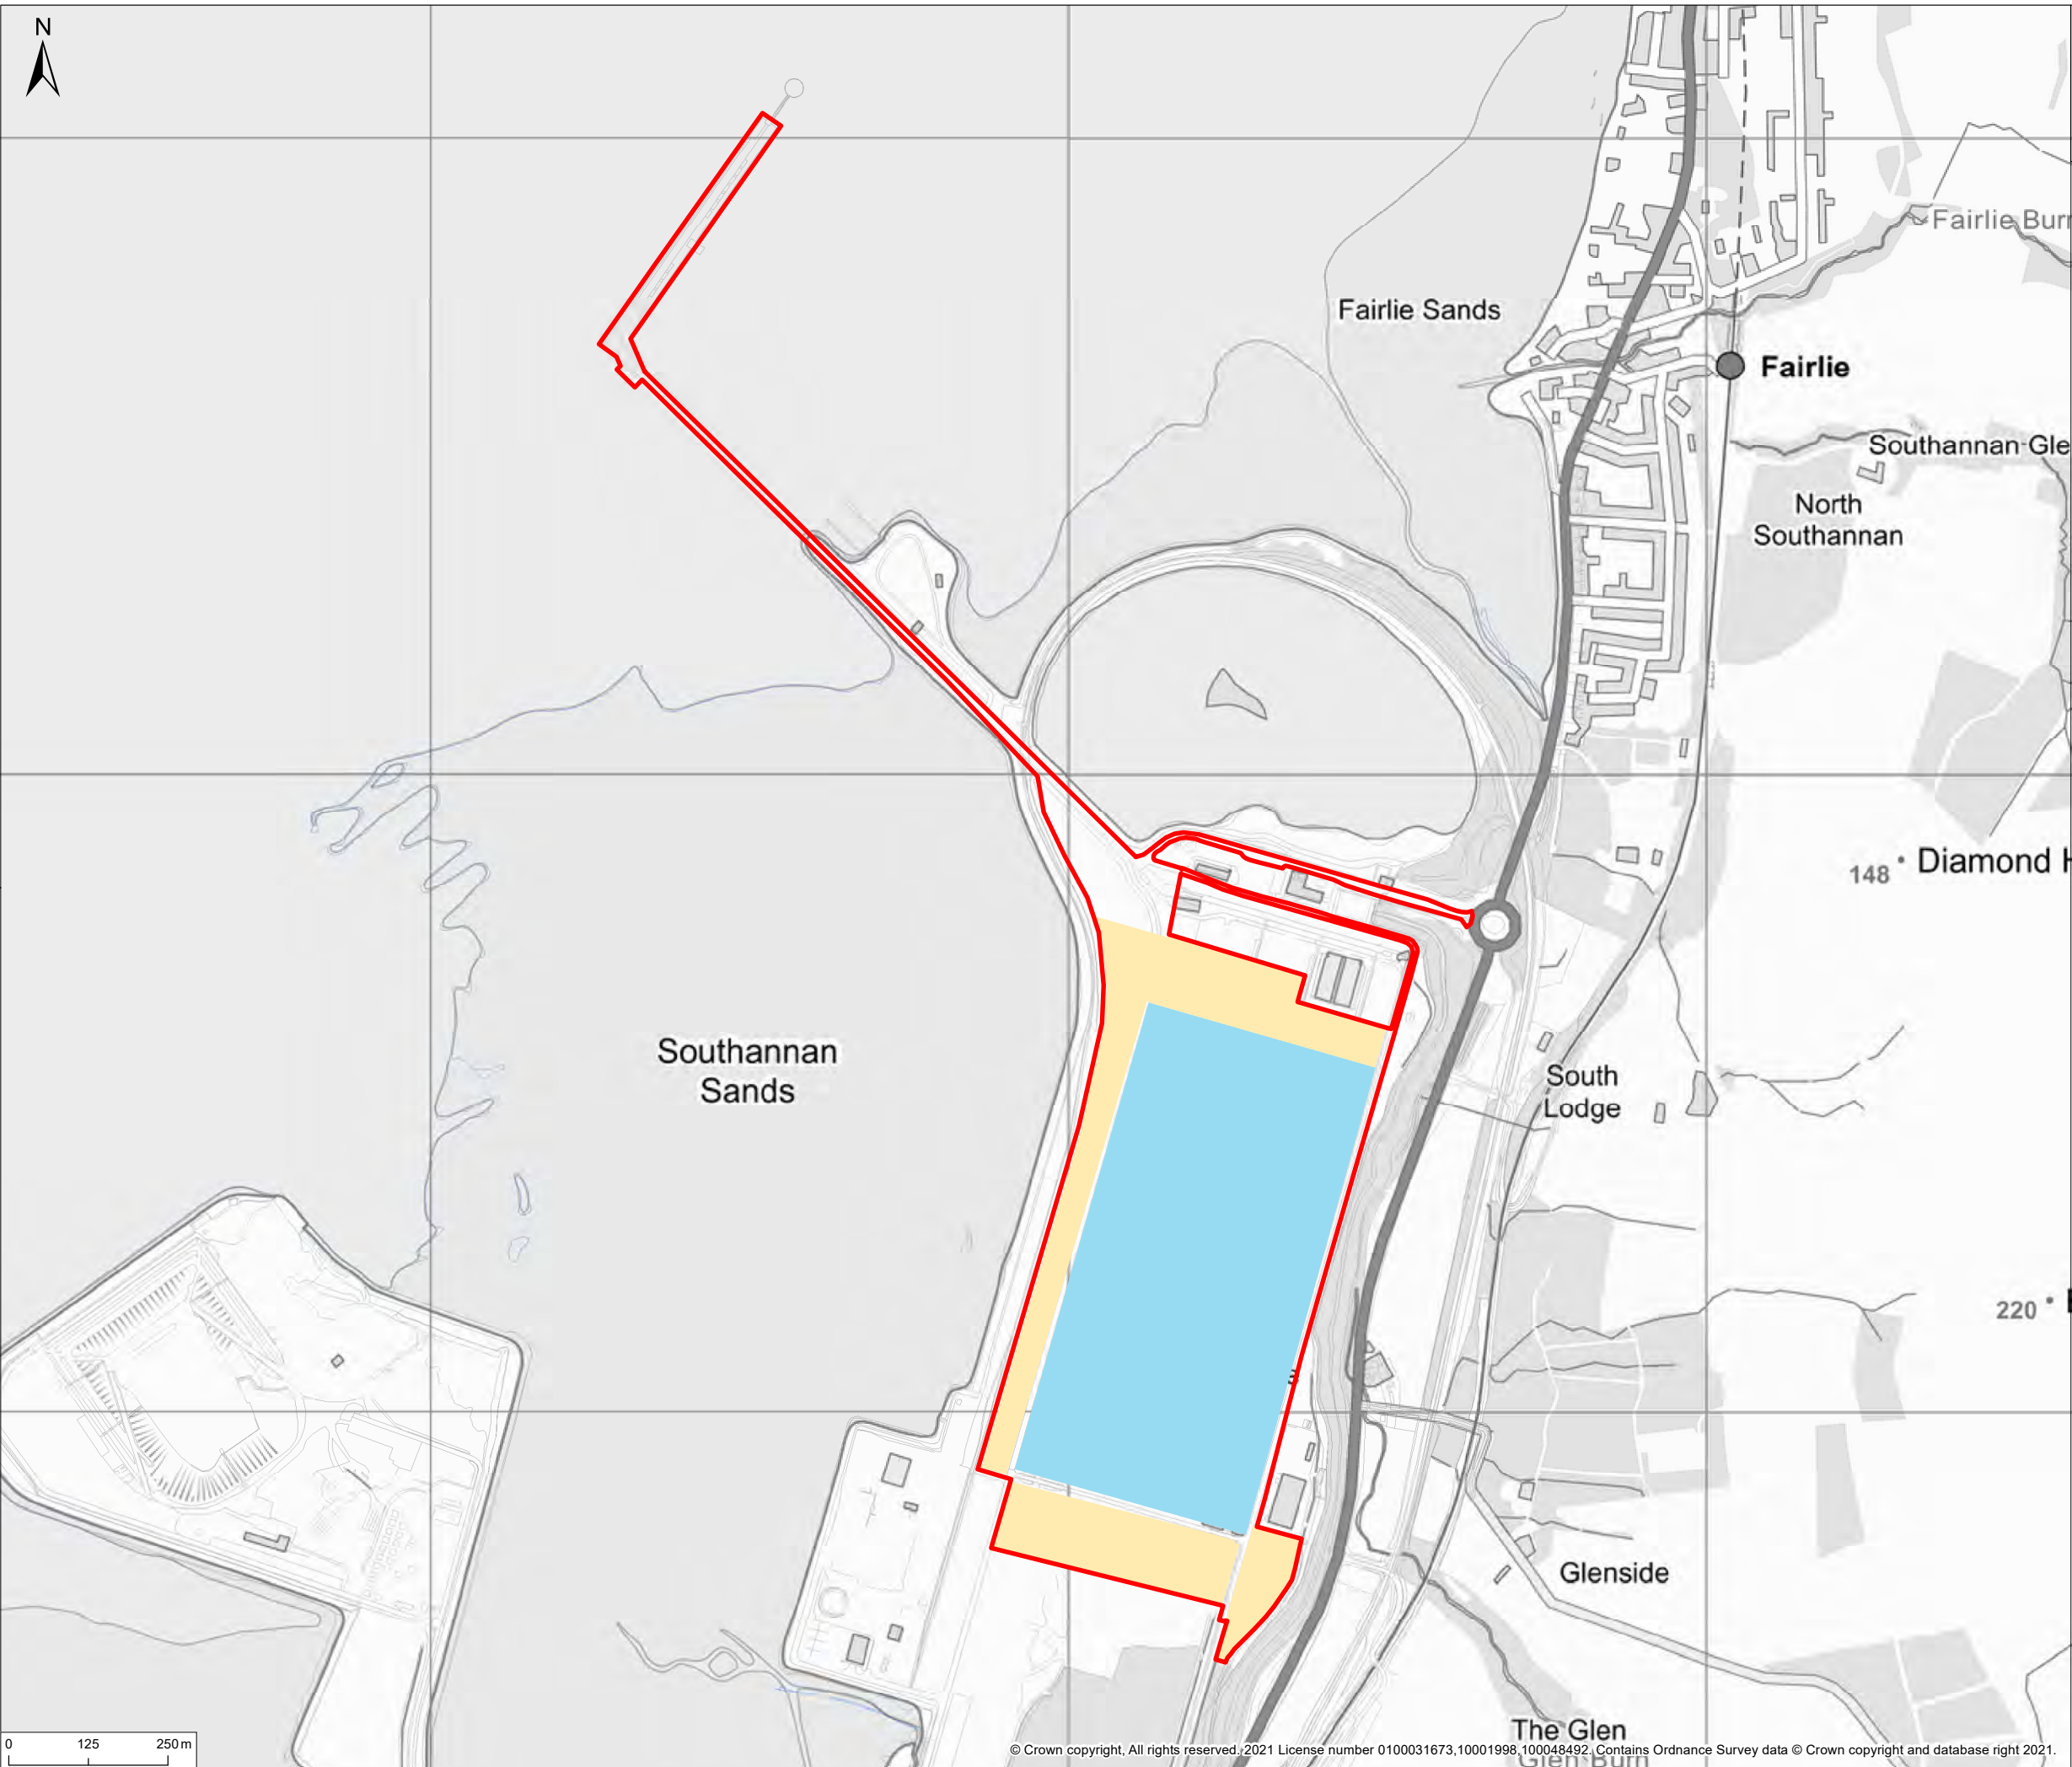 N
Fairlie Burn
Fairlie Sands
Fairlie
Southannan Gle
North
Southannan
148
Diamond H
Southannan
Sands
South
Lodge
220
Glenside
The Glen
Glen Burn
0 125 250 m
© Crown copyright, All rights reserved. 2021 License number 0100031673,10001998,100048492. Contains Ordnance Survey data © Crown copyright and database right 2021.